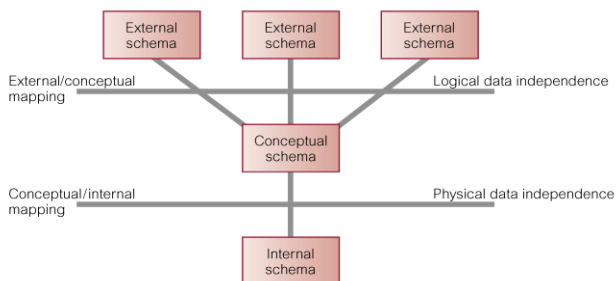 External
schema
External
schema
External
schema
External/conceptual
mapping
Logical data independence
Conceptual
schema
Conceptual/internal
mapping
Physical data independence
Internal
schema